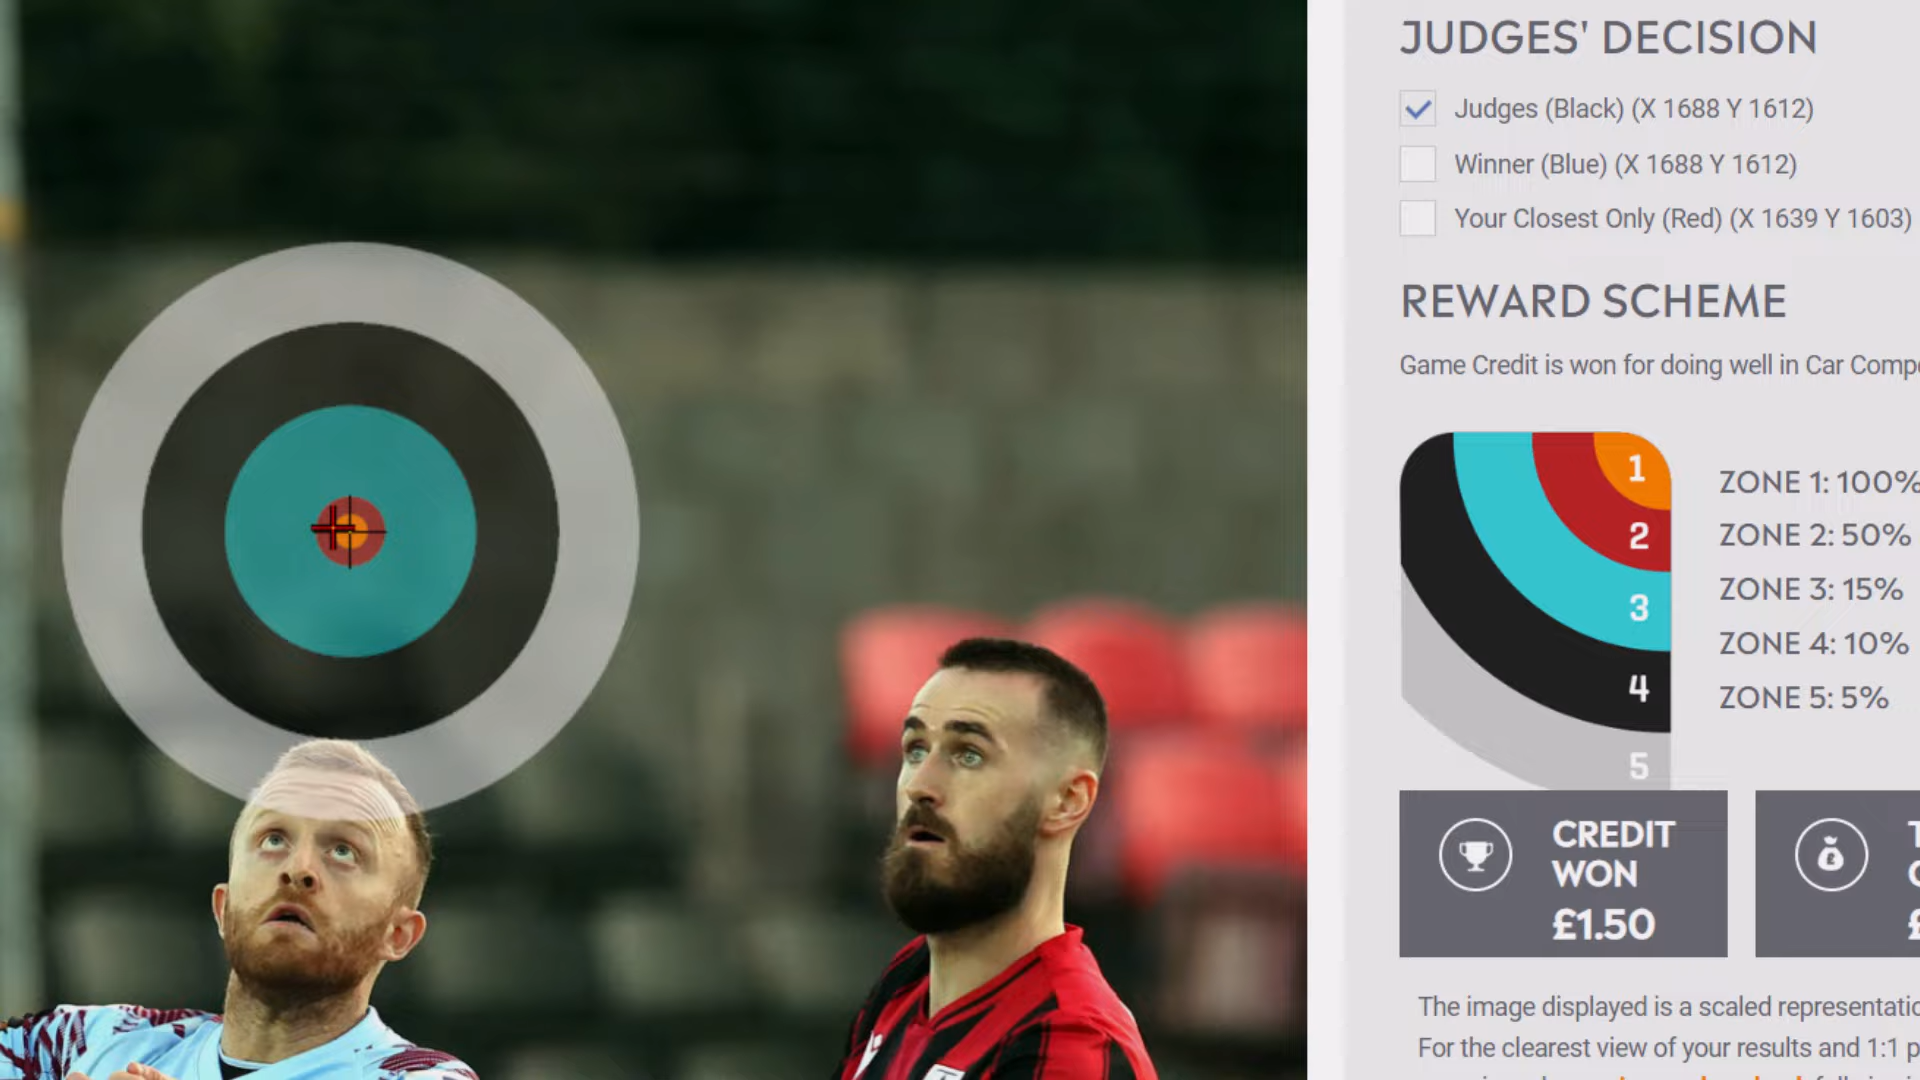 JUDGES' DECISION
Judges (Black) (X 1688 Y 1612)
Winner (Blue) (X 1688 Y 1612)
Your Closest Only (Red) (X 1639 Y 1603)
REWARD SCHEME
Game Credit is won for doing well in Car
1
2
3
4
5
ZONE 1: 100%
ZONE 2: 50%
ZONE 3: 15%
ZONE 4: 10%
ZONE 5: 5%
CREDIT
WON
£1.50
The image displayed is a scaled
For the clearest view of your results and 1:1